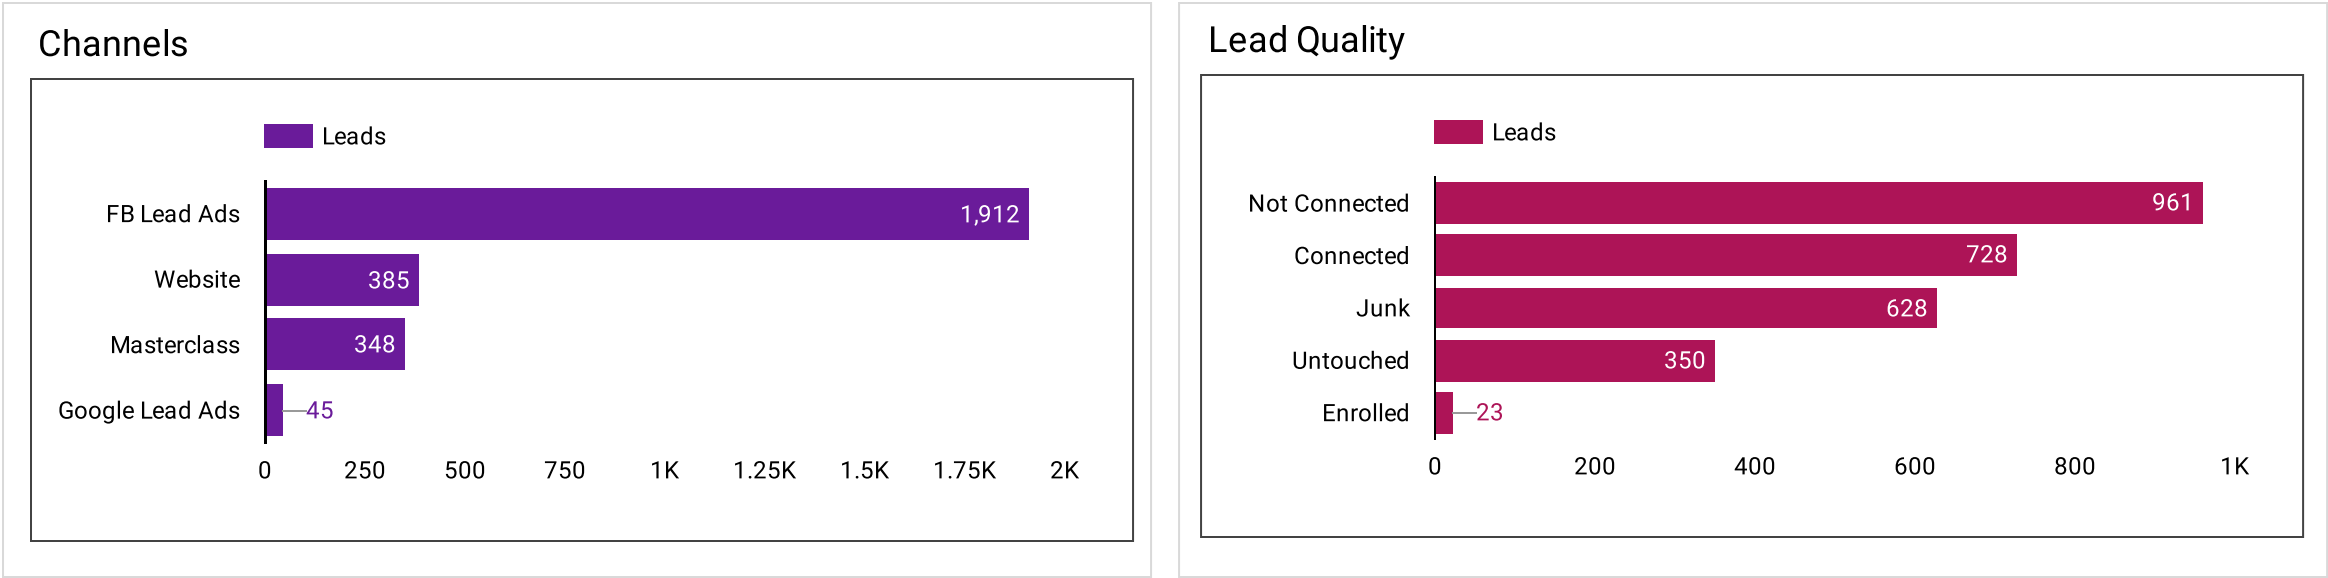 Channels
Leads
FB Lead Ads 1,912
Website 385
Masterclass 348
Google Lead Ads 45
0 250 500 750 1K 1.25K 1.5K 1.75K 2K
Lead Quality
Leads
Not Connected 961
Connected 728
Junk 628
Untouched 350
Enrolled 23
0 200 400 600 800 1K